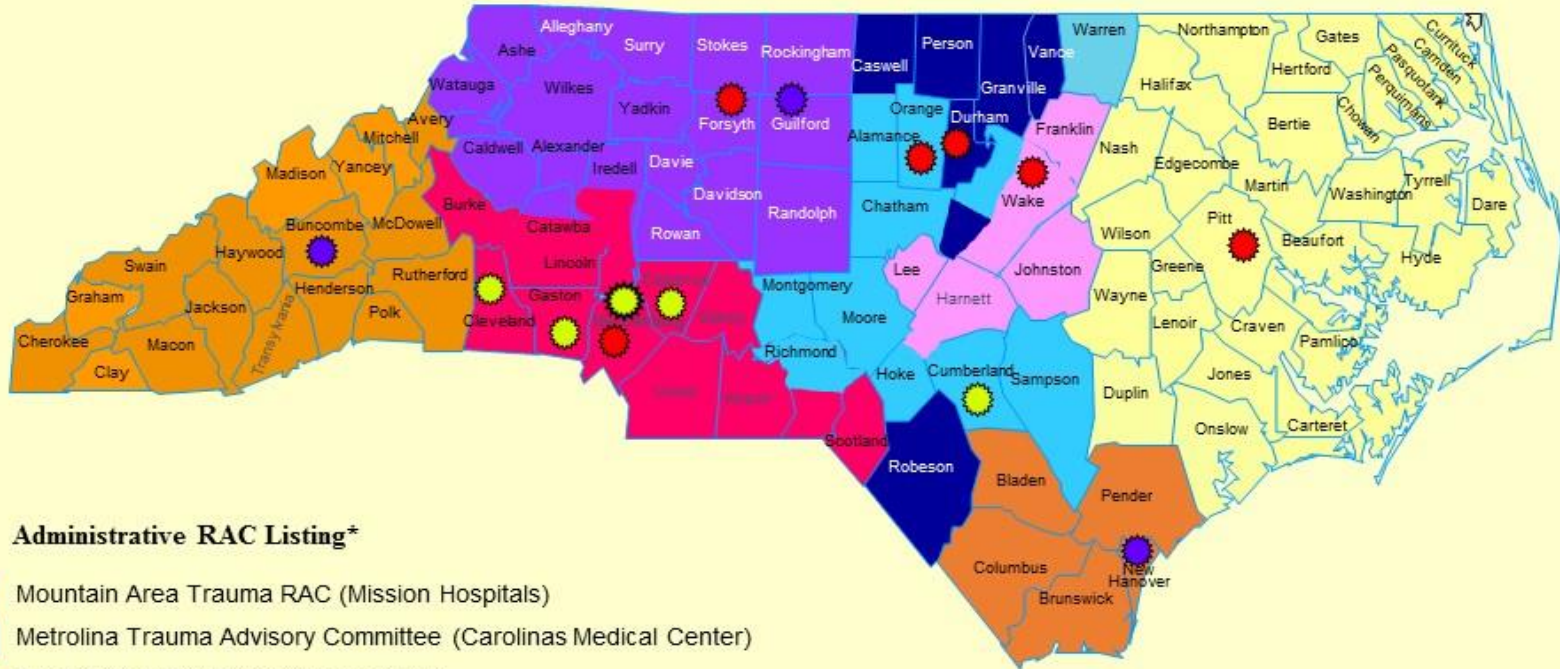 Alleghany
Ashe
Surry
Stokes
Rockingham
Caswell
Person
Vance
Warren
Northampton
Gates
Currituck
Camden
Pasquotank
Perquimans
Hertford
Watauga
Wilkes
Yadkin
Forsyth
Guilford
Granville
Orange
Durham
Alamance
Franklin
Halifax
Bertie
Chowan
Avery
Mitchell
Yancey
Madison
Caldwell
Alexander
Iredell
Davie
Davidson
Nash
Edgecombe
Martin
Washington
Tyrrell
Dare
Burke
Catawba
Rowan
Randolph
Chatham
Wake
Wilson
Pitt
Beaufort
Hyde
Buncombe
McDowell
Haywood
Swain
Graham
Jackson
Henderson
Rutherford
Polk
Transylvania
Cherokee
Macon
Clay
Lincoln
Gaston
Cleveland
Montgomery
Moore
Lee
Harnett
Johnston
Wayne
Greene
Lenoir
Craven
Pamlico
Richmond
Hoke
Cumberland
Sampson
Duplin
Jones
Onslow
Carteret
Scotland
Robeson
Bladen
Pender
Columbus
Brunswick
New
Hanover
Administrative RAC Listing*
Mountain Area Trauma RAC (Mission Hospitals)
Metrolina Trauma Advisory Committee (Carolinas Medical Center)